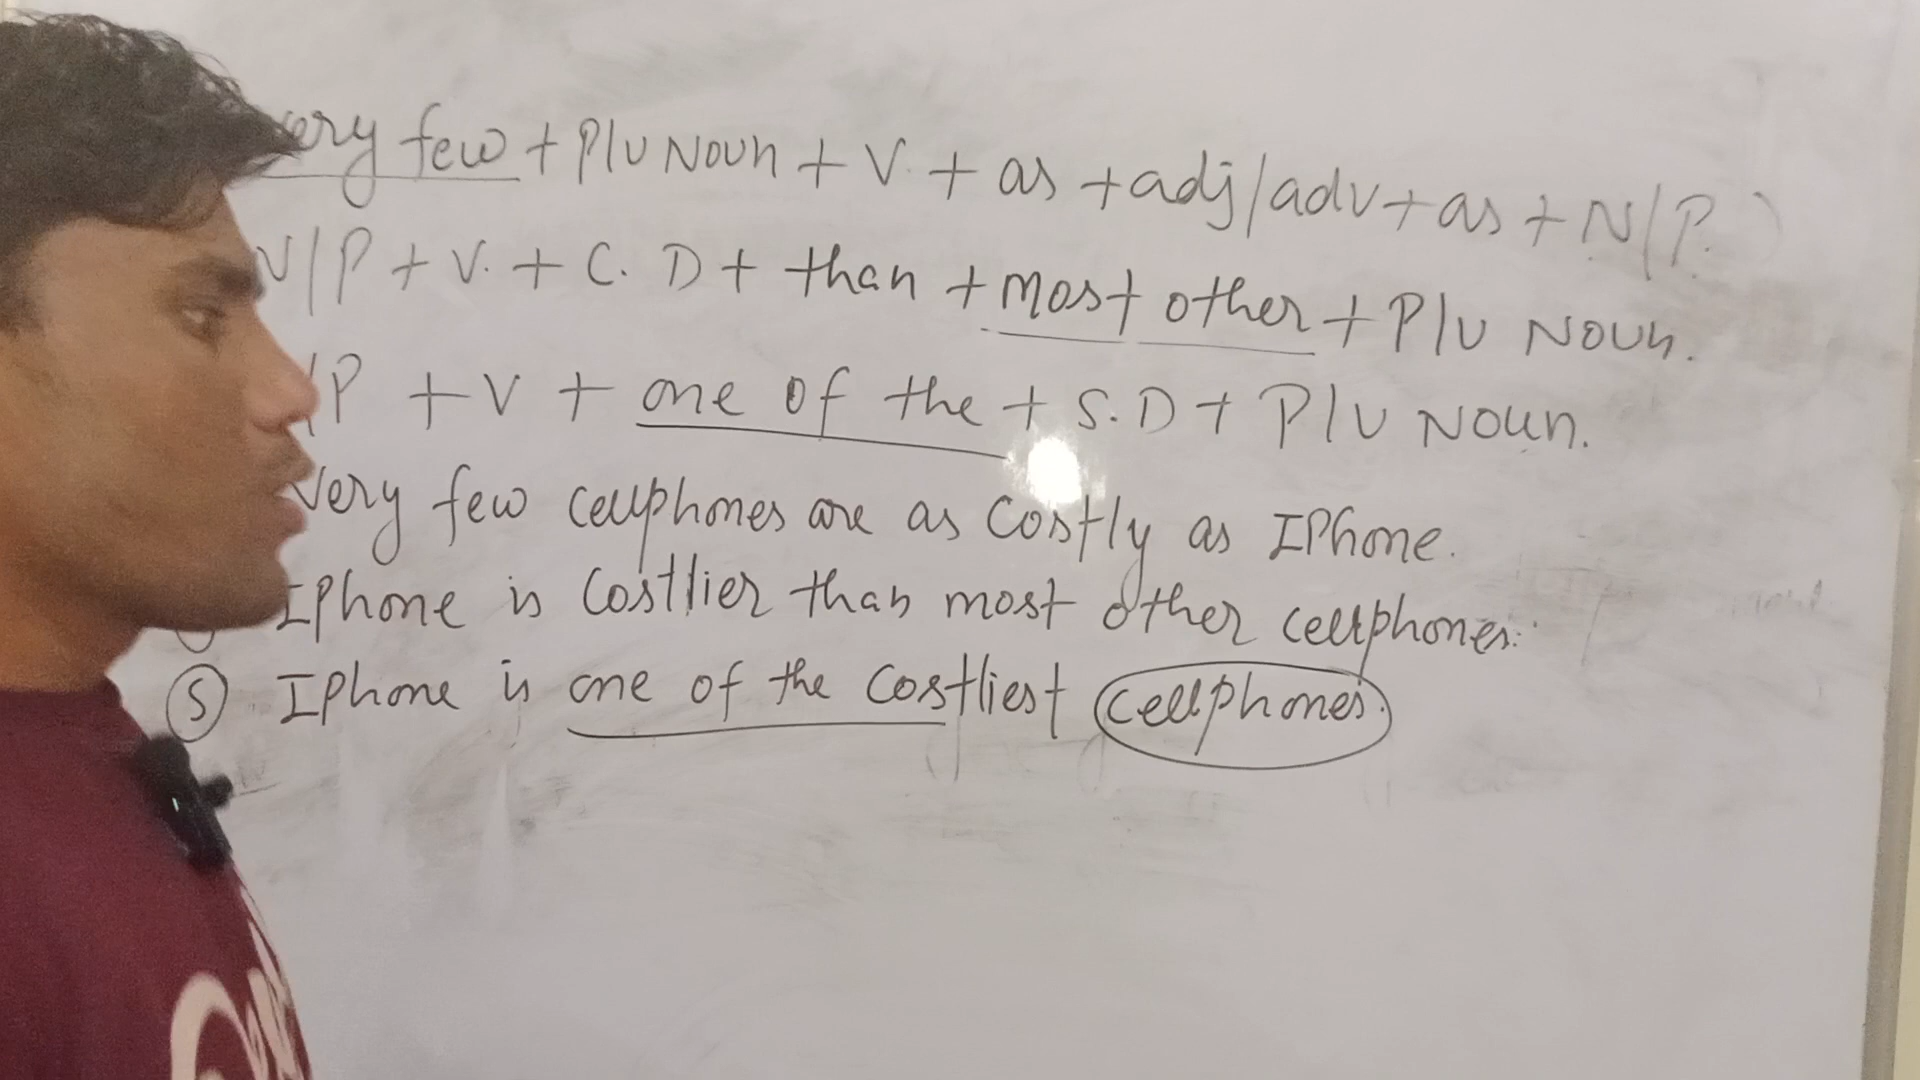 ery few + Plu Noun + V. + as + adj/adv + as + N/P.
N/P + V. + C. D + than + most other + Plu Noun.
/P + V + one of the + S.D + Plu Noun.
Very few cellphones are as Costly as IPhone.
IPhone is Costlier than most other cellphones.
S IPhone is one of the Costliest cellphones.